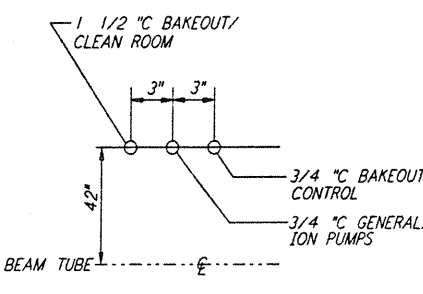 1 1/2 "C BAKEOUT/
CLEAN ROOM
3" 3"
42"
3/4 "C BAKEOUT
CONTROL
3/4 "C GENERAL.
ION PUMPS
BEAM TUBE ℄